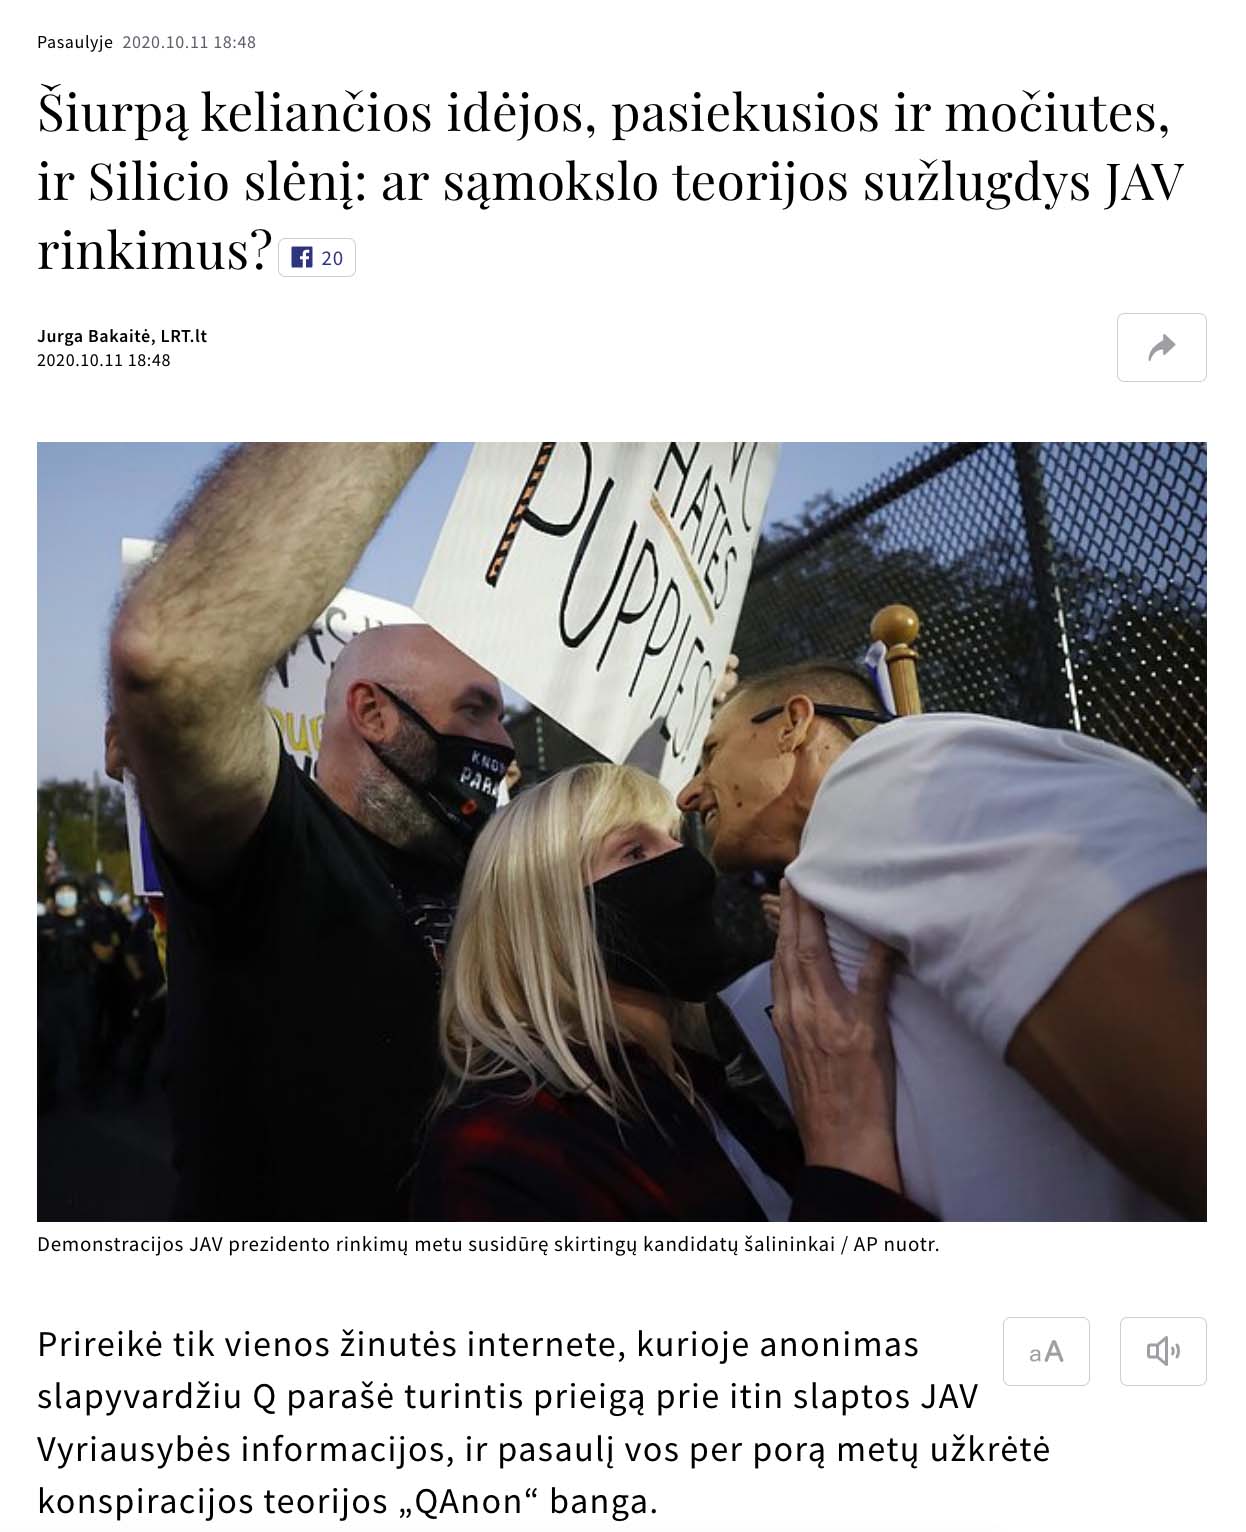 Pasaulyje 2020.10.11 18:48
Šiurpą keliančios idėjos, pasiekusios ir močiutes,
ir Silicio slėnį: ar sąmokslo teorijos sužlugdys JAV
rinkimus? 20
Jurga Bakaitė, LRT.lt
2020.10.11 18:48
HATES
PUPPIES
Demonstracijos JAV prezidento rinkimų metu susidūrę skirtingų kandidatų šalininkai / AP nuotr.
Prireikė tik vienos žinutės internete, kurioje anonimas
slapyvardžiu Q parašė turintis prieigą prie itin slaptos JAV
Vyriausybės informacijos, ir pasaulį vos per porą metų užkrėtė
konspiracijos teorijos „QAnon“ banga.
aA